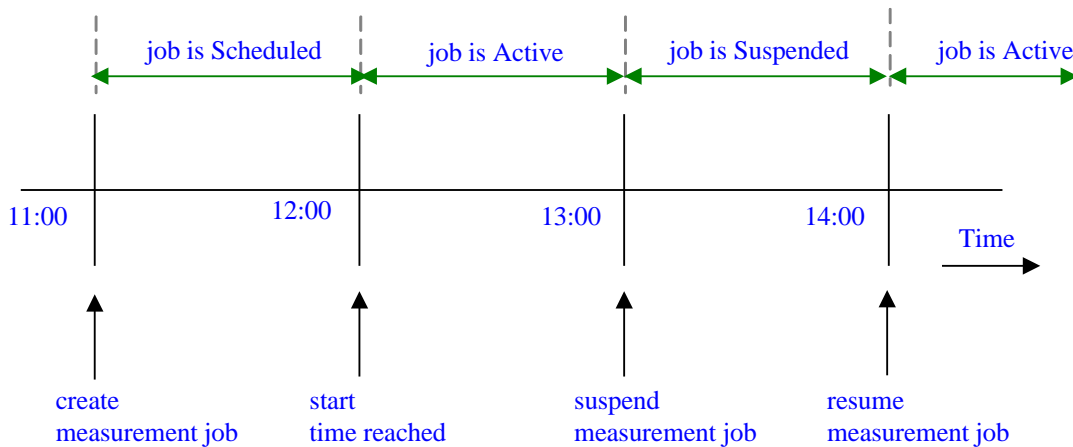 job is Scheduled
job is Active
job is Suspended
job is Active
11:00
12:00
13:00
14:00
Time
create
measurement job
start
time reached
suspend
measurement job
resume
measurement job